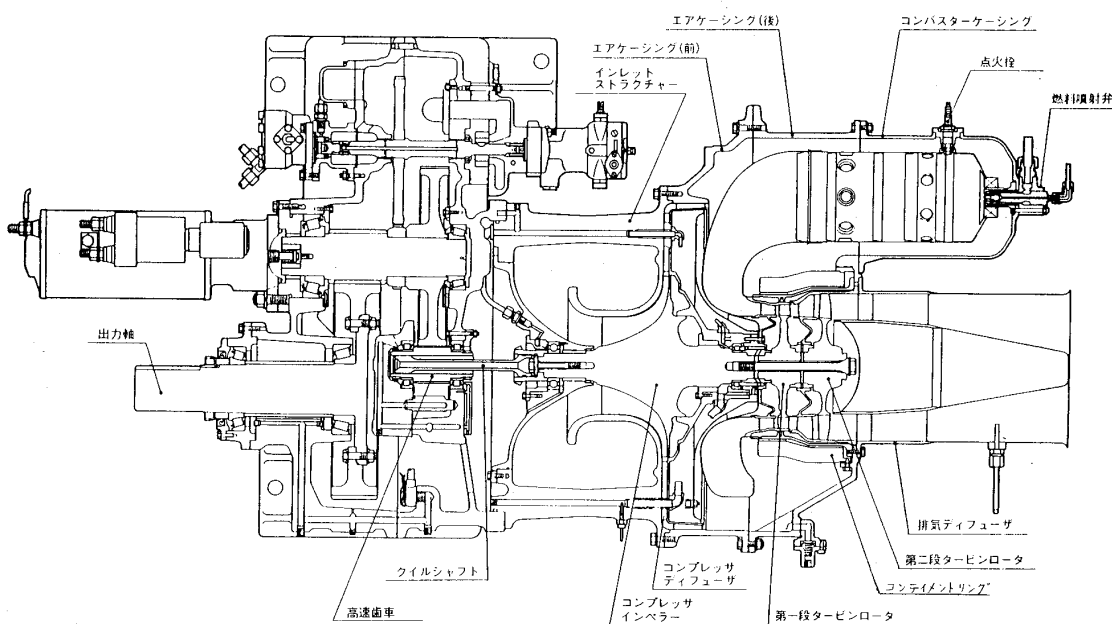 エアケーシング(後)
コンバスターケーシング
エアケーシング(前)
インレット
ストラクチャー
点火栓
燃料噴射弁
出力軸
排気ディフューザ
第二段タービンロータ
コンテイメントリング
クイルシャフト
コンプレッサ
ディフューザ
高速歯車
コンプレッサ
インペラー
第一段タービンロータ